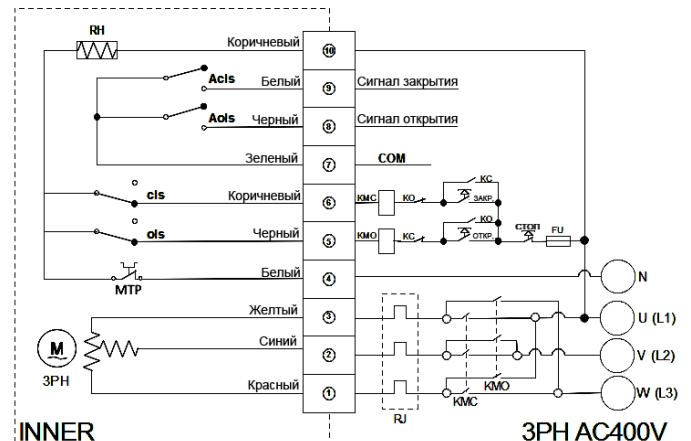 RH
Коричневый
10
Acls
Белый
9
Сигнал закрытия
Aols
Черный
8
Сигнал открытия
Зеленый
7
COM
cls
Коричневый
6
КМС
КО
КС
ЗАКР.
ols
Черный
5
КМО
КС
КО
ОТКР.
СТОП
FU
MTP
Белый
4
N
Желтый
3
U (L1)
M
3PH
Синий
2
V (L2)
Красный
1
RJ
КМС
КМО
W (L3)
INNER
3PH AC400V